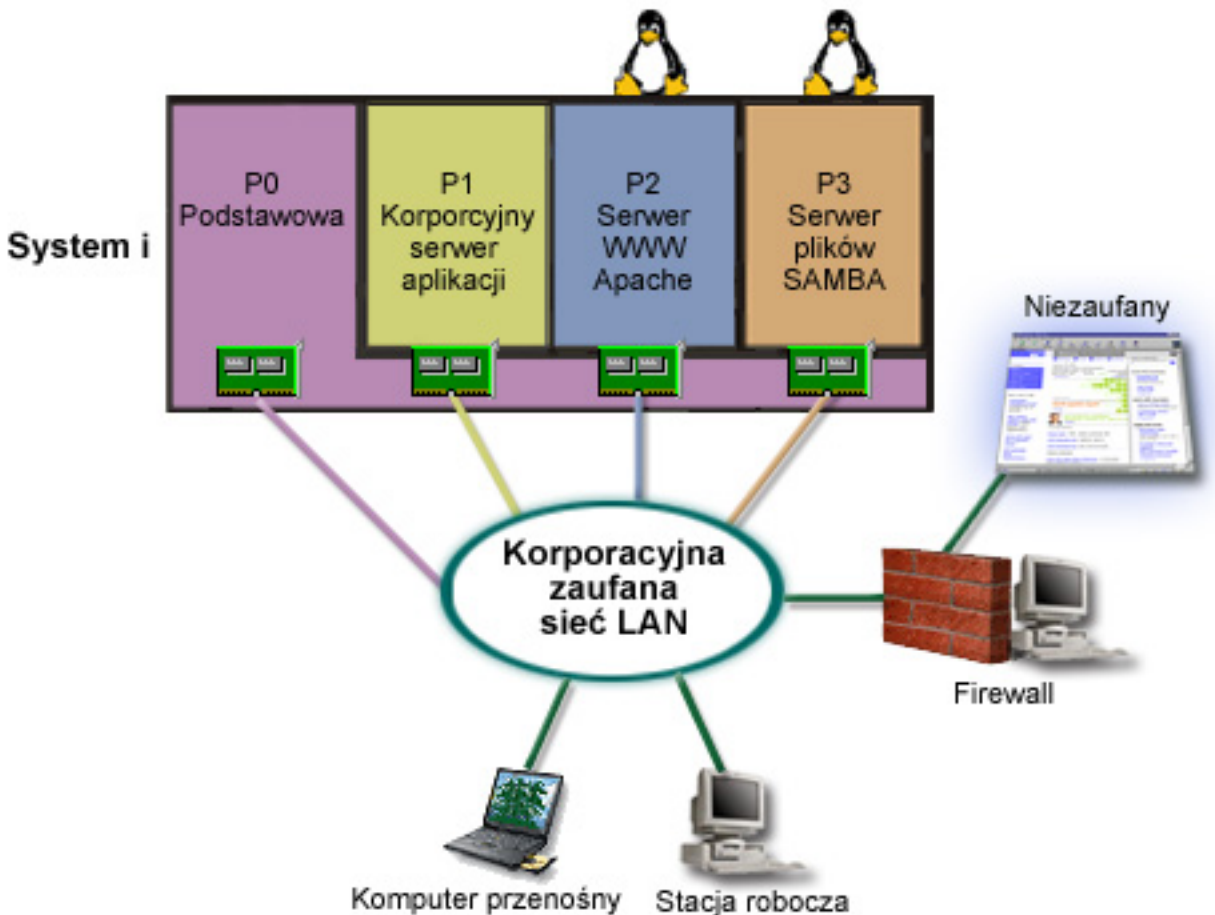 System i
P0
Podstawowa
P1
Korporcyjny
serwer
aplikacji
P2
Serwer
WWW
Apache
P3
Serwer
plików
SAMBA
Niezaufany
Korporacyjna
zaufana
sieć LAN
Firewall
Komputer przenośny
Stacja robocza